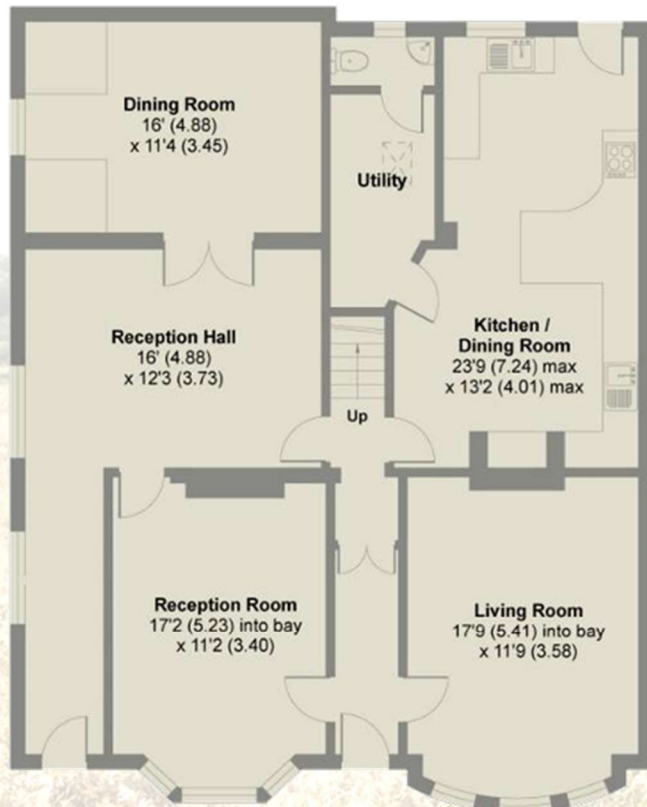 Dining Room
16' (4.88)
x 11'4 (3.45)
Utility
Reception Hall
16' (4.88)
x 12'3 (3.73)
Kitchen /
Dining Room
23'9 (7.24) max
x 13'2 (4.01) max
Up
Reception Room
17'2 (5.23) into bay
x 11'2 (3.40)
Living Room
17'9 (5.41) into bay
x 11'9 (3.58)